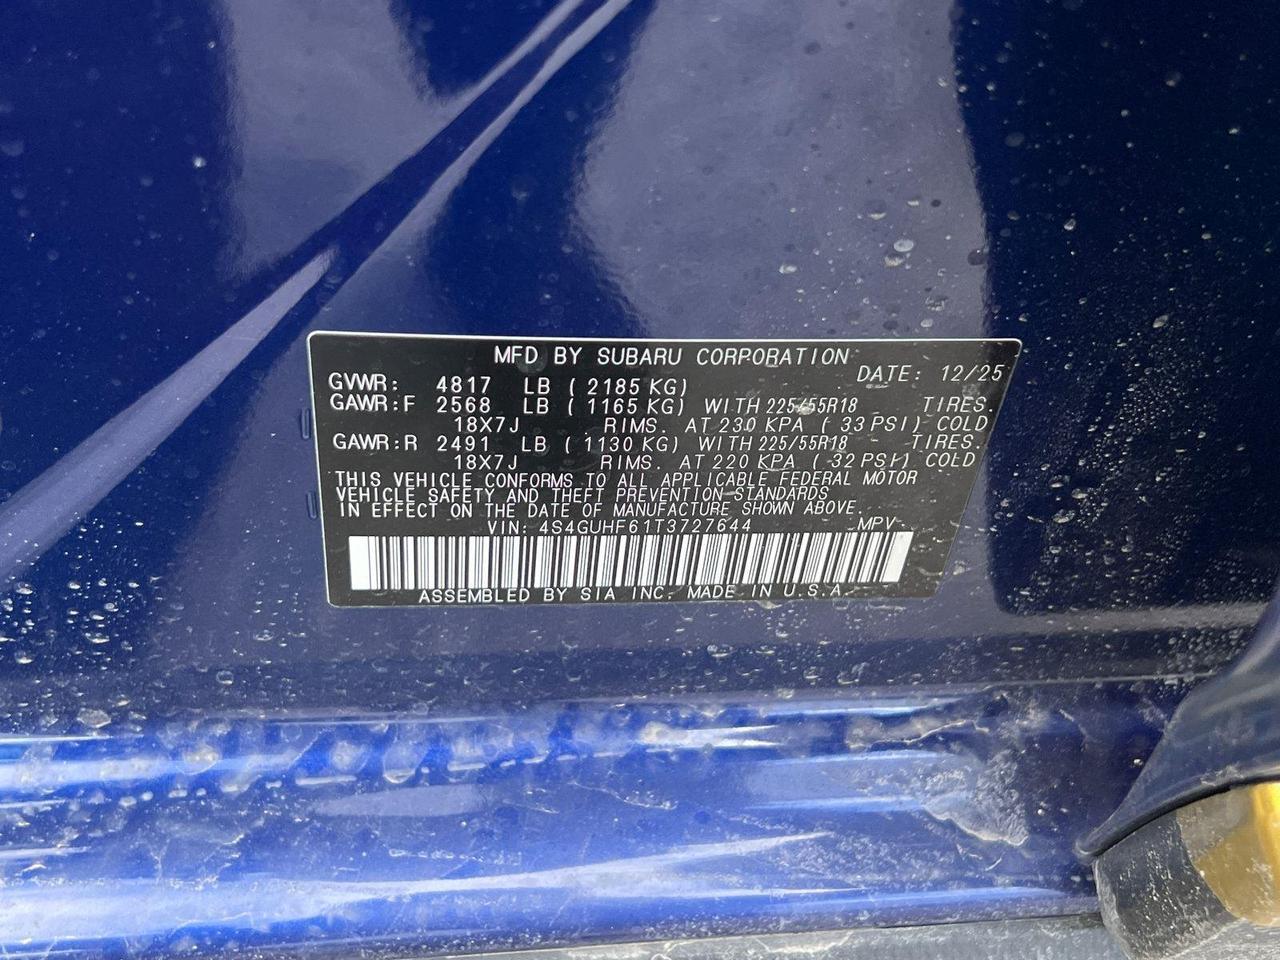 MFD BY SUBARU CORPORATION
DATE: 12/25
GVWR: 4817 LB (2185 KG)
GAWR:F 2568 LB (1165 KG) WITH 225/55R18 TIRES.
18X7J RIMS. AT 230 KPA (33 PSI) COLD
GAWR:R 2491 LB (1130 KG) WITH 225/55R18 TIRES.
18X7J RIMS. AT 220 KPA (32 PSI) COLD
THIS VEHICLE CONFORMS TO ALL APPLICABLE FEDERAL MOTOR
VEHICLE SAFETY AND THEFT PREVENTION STANDARDS
IN EFFECT ON THE DATE OF MANUFACTURE SHOWN ABOVE.
VIN: 4S4GUHF61T3727644 MPV
ASSEMBLED BY SIA INC. MADE IN U.S.A.